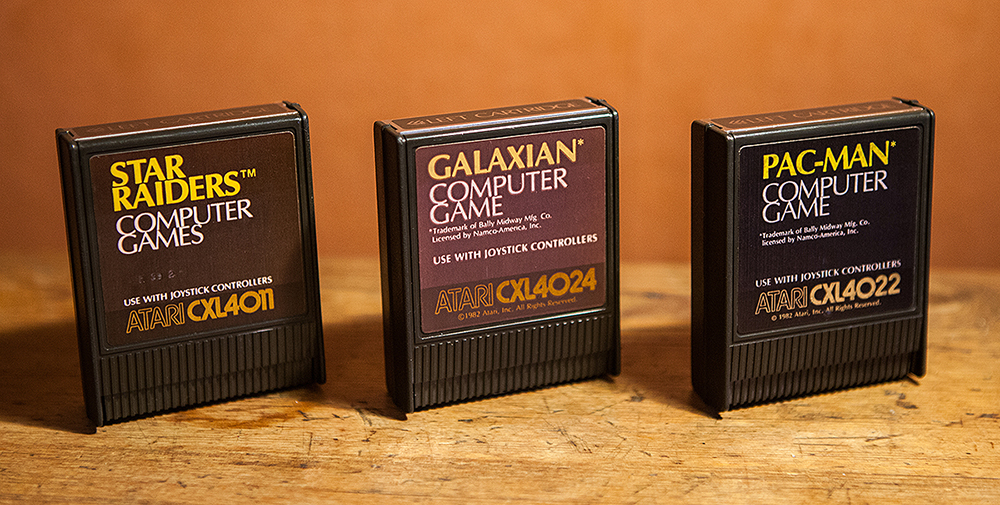 LEFT CARTRIDGE
STAR
RAIDERS™
COMPUTER
GAMES
USE WITH JOYSTICK CONTROLLERS
ATARI CXL4011
LEFT CARTRIDGE
GALAXIAN*
COMPUTER
GAME
*Trademark of Bally Midway Mfg. Co.
Licensed by Namco-America, Inc.
USE WITH JOYSTICK CONTROLLERS
ATARI CXL4024
©1982 Atari, Inc. All Rights Reserved.
LEFT CARTRIDGE
PAC-MAN*
COMPUTER
GAME
*Trademark of Bally Midway Mfg. Co.
licensed by Namco-America, Inc.
USE WITH JOYSTICK CONTROLLERS
ATARI CXL4022
© 1982 Atari, Inc. All Rights Reserved.